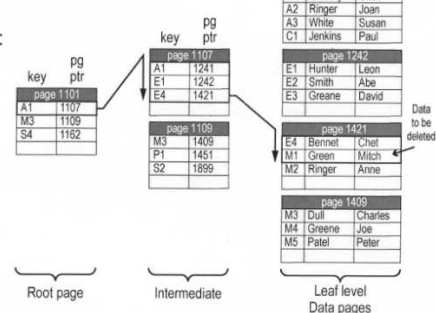 :
key pg ptr
page 1101
A1 1107
M3 1109
S4 1162
Root page
key pg ptr
page 1107
A1 1241
E1 1242
E4 1421
page 1109
M3 1409
P1 1451
S2 1899
Intermediate
A2 Ringer Joan
A3 White Susan
C1 Jenkins Paul
page 1242
E1 Hunter Leon
E2 Smith Abe
E3 Greane David
page 1421
E4 Bennet Chet
M1 Green Mitch
M2 Ringer Anne
Data
to be
deleted
page 1409
M3 Dull Charles
M4 Greene Joe
M5 Patel Peter
Leaf level
Data pages